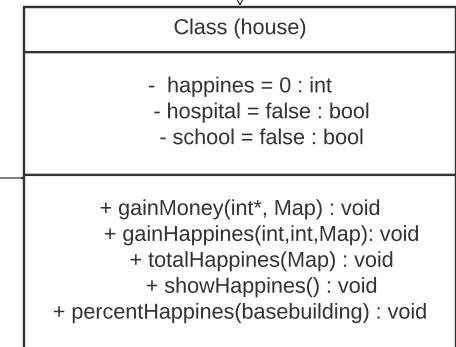 Class (house)
- happines = 0 : int
- hospital = false : bool
- school = false : bool
+ gainMoney(int*, Map) : void
+ gainHappines(int,int,Map): void
+ totalHappines(Map) : void
+ showHappines() : void
+ percentHappines(basebuilding) : void